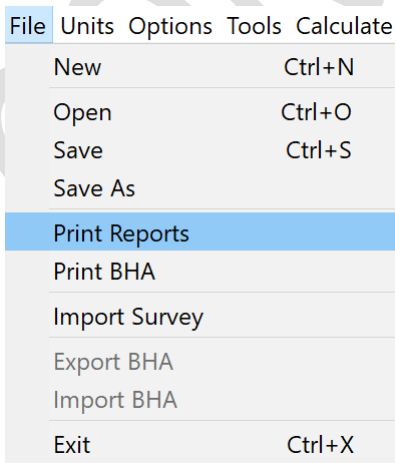 File Units Options Tools Calculate
New Ctrl+N
Open Ctrl+O
Save Ctrl+S
Save As
Print Reports
Print BHA
Import Survey
Export BHA
Import BHA
Exit Ctrl+X